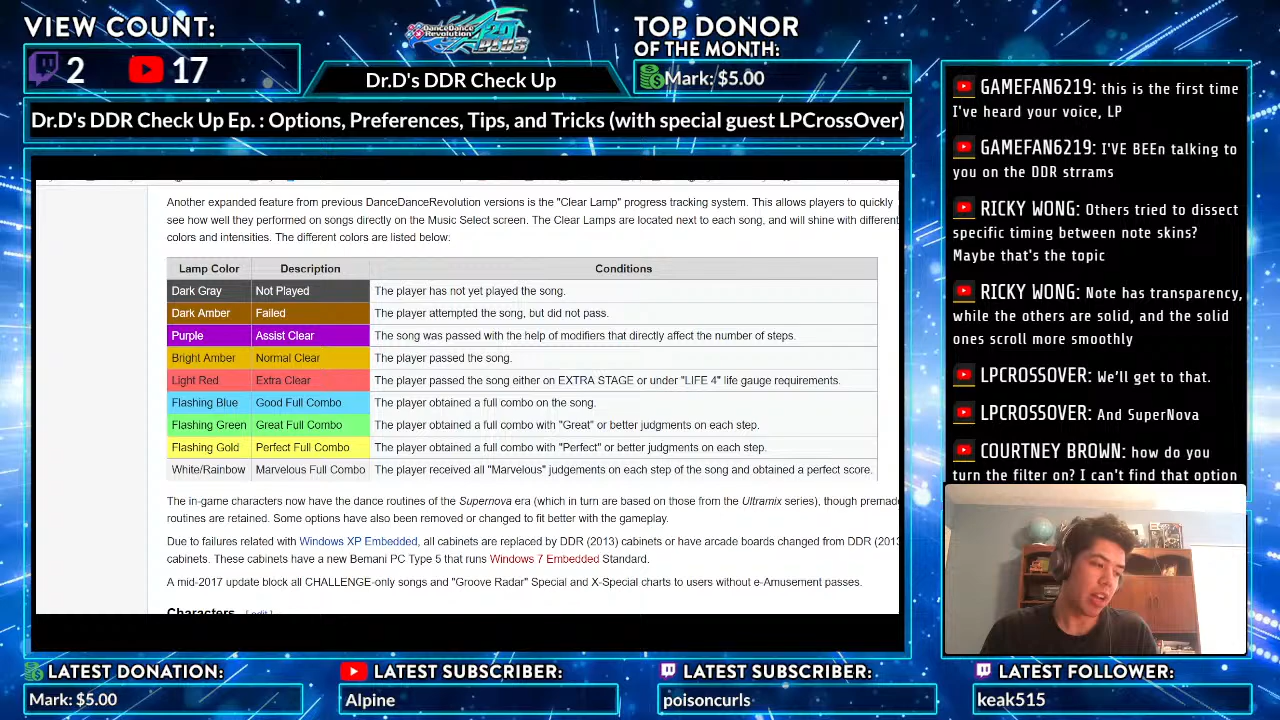 VIEW COUNT:
2
17
DanceDanceRevolution A20 PLUS
Dr.D's DDR Check Up
TOP DONOR
OF THE MONTH:
Mark: $5.00
Dr.D's DDR Check Up Ep. : Options, Preferences, Tips, and Tricks (with special guest LPCrossOver)
Another expanded feature from previous DanceDanceRevolution versions is the "Clear Lamp" progress tracking system. This allows players to quickly
see how well they performed on songs directly on the Music Select screen. The Clear Lamps are located next to each song, and will shine with different
colors and intensities. The different colors are listed below:
Lamp Color Description Conditions
Dark Gray Not Played The player has not yet played the song.
Dark Amber Failed The player attempted the song, but did not pass.
Purple Assist Clear The song was passed with the help of modifiers that directly affect the number of steps.
Bright Amber Normal Clear The player passed the song.
Light Red Extra Clear The player passed the song either on EXTRA STAGE or under "LIFE 4" life gauge requirements.
Flashing Blue Good Full Combo The player obtained a full combo on the song.
Flashing Green Great Full Combo The player obtained a full combo with "Great" or better judgments on each step.
Flashing Gold Perfect Full Combo The player obtained a full combo with "Perfect" or better judgments on each step.
White/Rainbow Marvelous Full Combo The player received all "Marvelous" judgements on each step of the song and obtained a perfect score.
The in-game characters now have the dance routines of the Supernova era (which in turn are based on those from the Ultramix series), though premade
routines are retained. Some options have also been removed or changed to fit better with the gameplay.
Due to failures related with Windows XP Embedded, all cabinets are replaced by DDR (2013) cabinets or have arcade boards changed from DDR (2013
cabinets. These cabinets have a new Bemani PC Type 5 that runs Windows 7 Embedded Standard.
A mid-2017 update block all CHALLENGE-only songs and "Groove Radar" Special and X-Special charts to users without e-Amusement passes.
Characters [ edit ]
GAMEFAN6219: this is the first time
I've heard your voice, LP
GAMEFAN6219: I'VE BEEn talking to
you on the DDR strrams
RICKY WONG: Others tried to dissect
specific timing between note skins?
Maybe that's the topic
RICKY WONG: Note has transparency,
while the others are solid, and the solid
ones scroll more smoothly
LPCROSSOVER: We'll get to that.
LPCROSSOVER: And SuperNova
COURTNEY BROWN: how do you
turn the filter on? I can't find that option
LATEST DONATION:
Mark: $5.00
LATEST SUBSCRIBER:
Alpine
LATEST SUBSCRIBER:
poisoncurls
LATEST FOLLOWER:
keak515